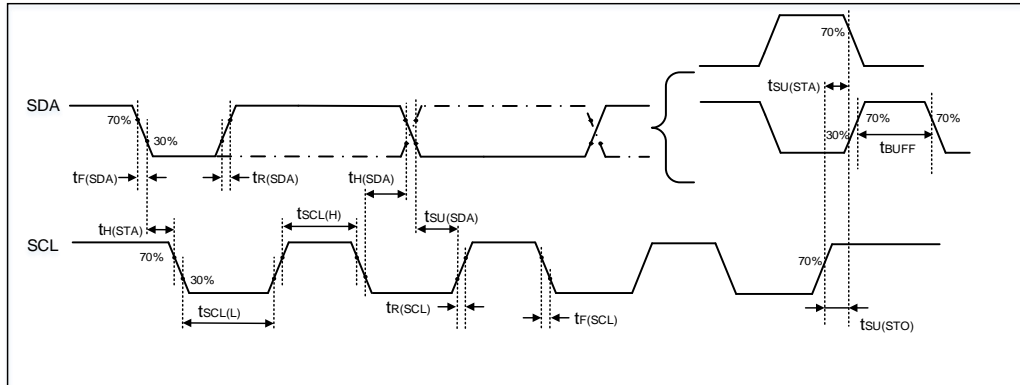 70%
tSU(STA)
SDA
70%
30%
30%
70%
70%
tBUFF
tF(SDA)
tR(SDA)
tH(SDA)
tH(STA)
tSCL(H)
tSU(SDA)
SCL
70%
30%
70%
tSCL(L)
tR(SCL)
tF(SCL)
tSU(STO)